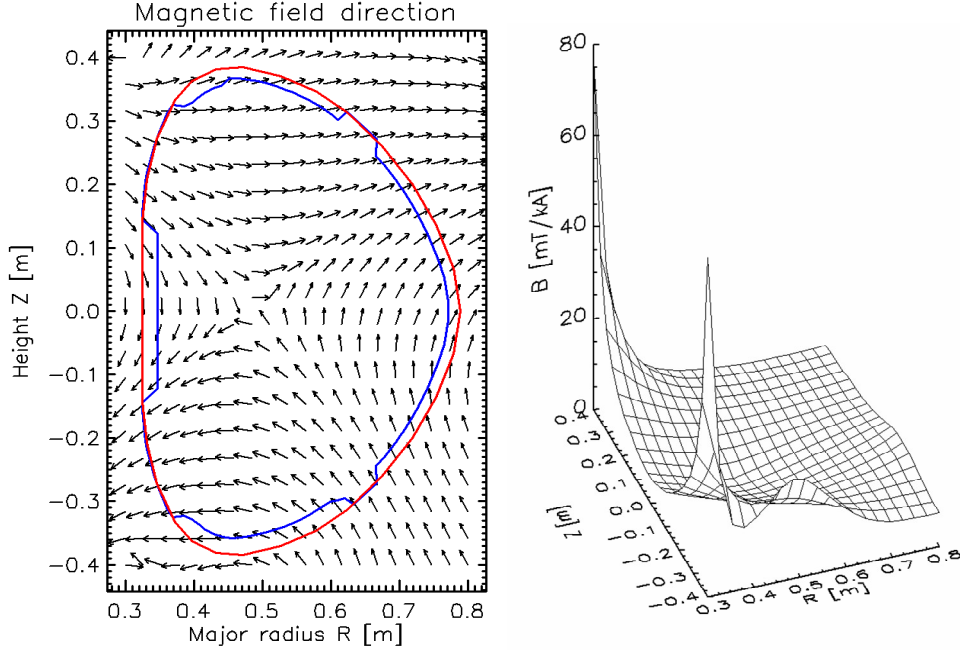 Magnetic field direction
Height Z [m]
0.4
0.3
0.2
0.1
0.0
−0.1
−0.2
−0.3
−0.4
0.3 0.4 0.5 0.6 0.7 0.8
Major radius R [m]
B [mT/kA]
80
60
40
20
0
Z [m]
0.4
0.3
0.2
0.1
0.0
−0.1
−0.2
−0.3
−0.4
0.3 0.4 0.5 0.6 0.7 0.8
R [m]